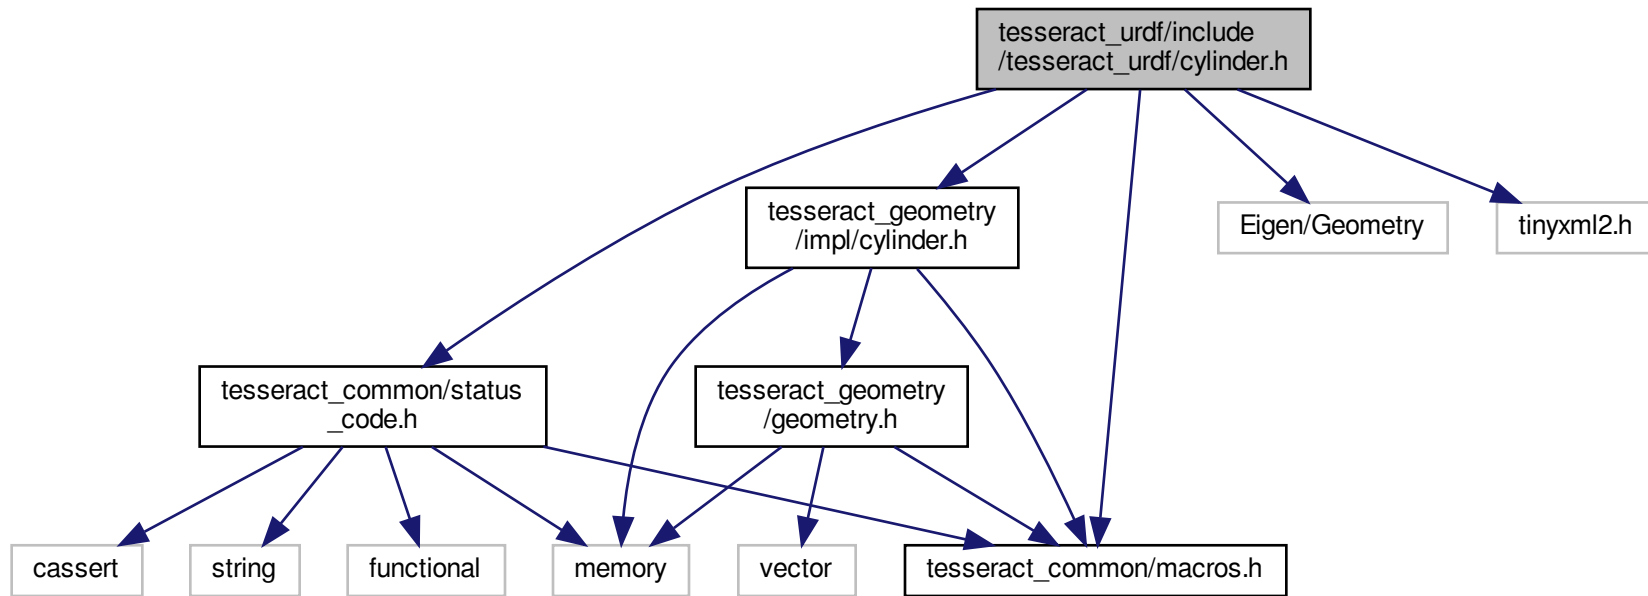 tesseract_urdf/include
/tesseract_urdf/cylinder.h
tesseract_geometry
/impl/cylinder.h
Eigen/Geometry
tinyxml2.h
tesseract_common/status
_code.h
tesseract_geometry
/geometry.h
cassert
string
functional
memory
vector
tesseract_common/macros.h